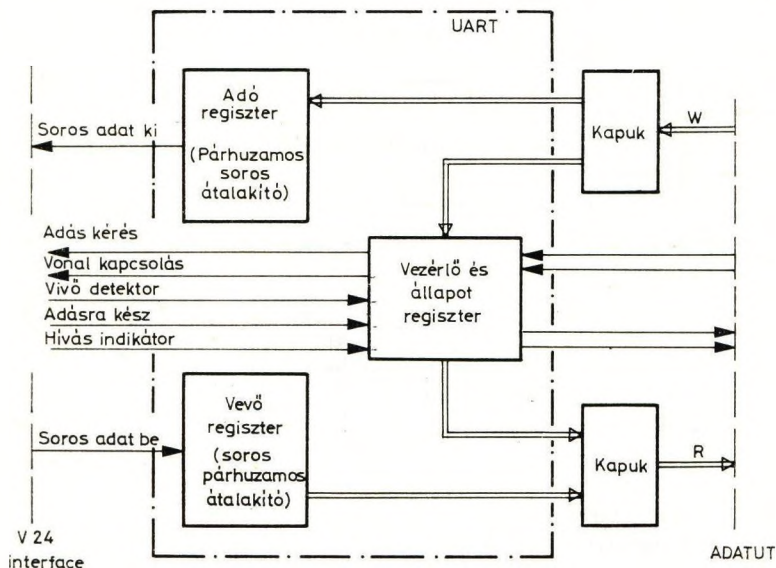 UART
Adó
regiszter
(Párhuzamos
soros
átalakító)
Soros adat ki
Kapuk
W
Adás kérés
Vonal kapcsolás
Vivő detektor
Adásra kész
Hívás indikátor
Vezérlő és
állapot
regiszter
Vevő
regiszter
(soros
párhuzamos
átalakító)
Soros adat be
Kapuk
R
V 24
interface
ADATUT